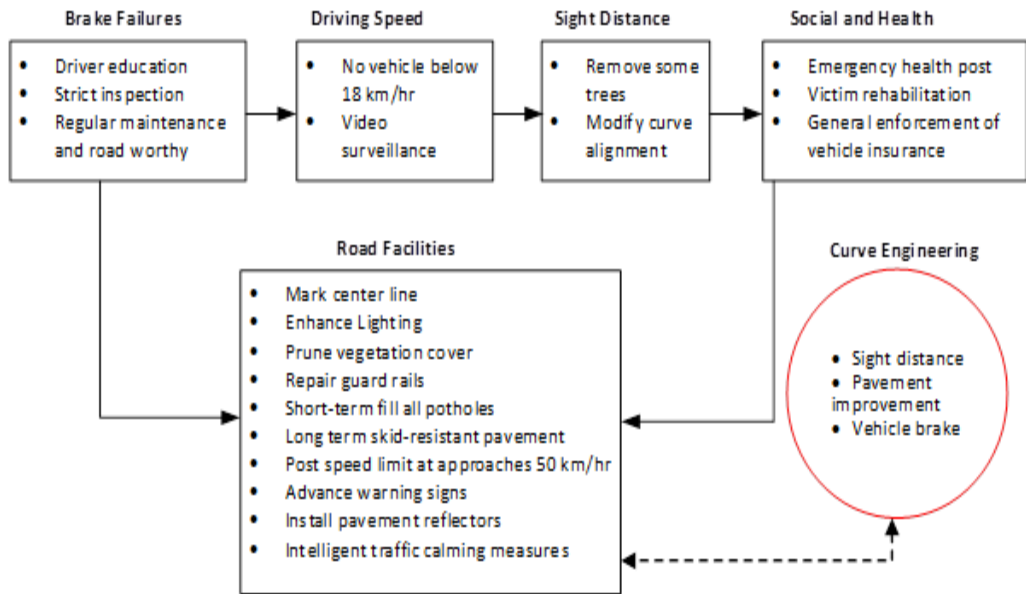 Brake Failures
• Driver education
• Strict inspection
• Regular maintenance
and road worthy
Driving Speed
• No vehicle below
18 km/hr
• Video
surveillance
Sight Distance
• Remove some
trees
• Modify curve
alignment
Social and Health
• Emergency health post
• Victim rehabilitation
• General enforcement of
vehicle insurance
Road Facilities
• Mark center line
• Enhance Lighting
• Prune vegetation cover
• Repair guard rails
• Short-term fill all potholes
• Long term skid-resistant pavement
• Post speed limit at approaches 50 km/hr
• Advance warning signs
• Install pavement reflectors
• Intelligent traffic calming measures
Curve Engineering
• Sight distance
• Pavement
improvement
• Vehicle brake